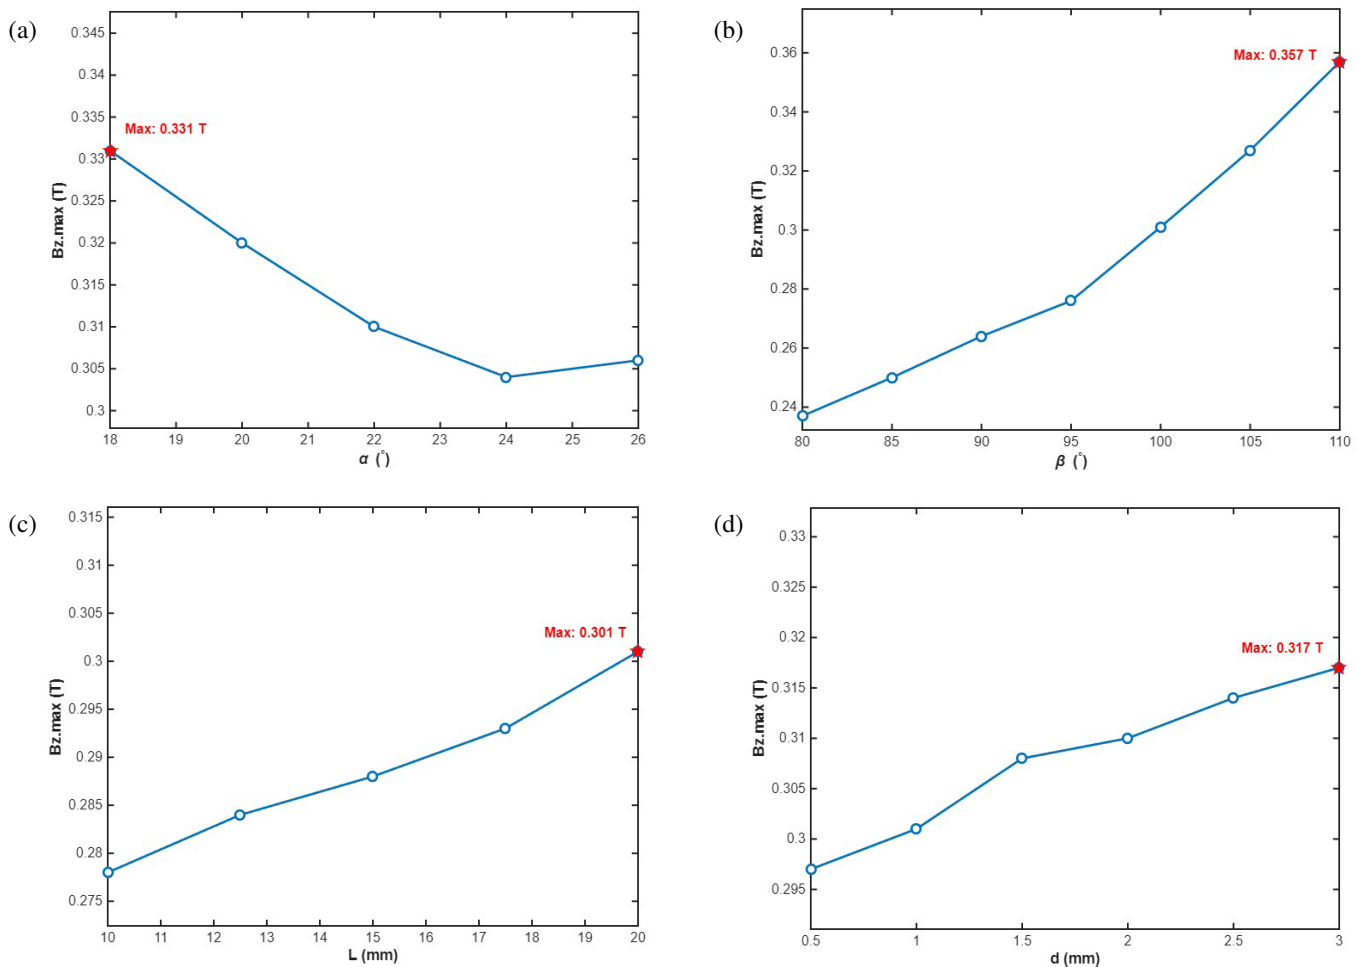 (a)
0.345
0.34
0.335
0.33
0.325
0.32
0.315
0.31
0.305
0.3
Bz.max (T)
Max: 0.331 T
18 19 20 21 22 23 24 25 26
α (°)
(b)
0.36
0.34
0.32
0.3
0.28
0.26
0.24
Bz.max (T)
Max: 0.357 T
80 85 90 95 100 105 110
β (°)
(c)
0.315
0.31
0.305
0.3
0.295
0.29
0.285
0.28
0.275
Bz.max (T)
Max: 0.301 T
10 11 12 13 14 15 16 17 18 19 20
L (mm)
(d)
0.33
0.325
0.32
0.315
0.31
0.305
0.3
0.295
Bz.max (T)
Max: 0.317 T
0.5 1 1.5 2 2.5 3
d (mm)